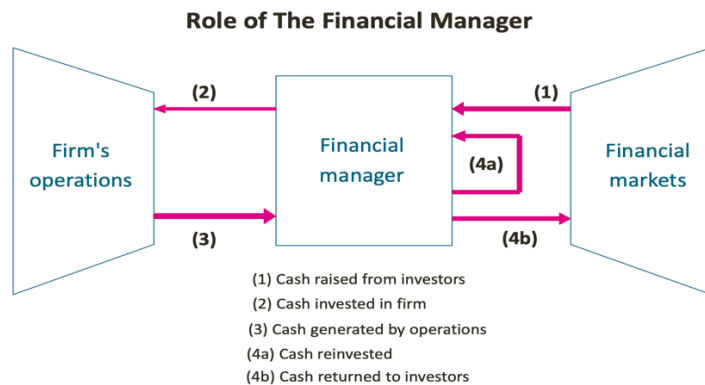 Role of The Financial Manager
(2)
(1)
Firm's
operations
Financial
manager
(4a)
Financial
markets
(3)
(4b)
(1) Cash raised from investors
(2) Cash invested in firm
(3) Cash generated by operations
(4a) Cash reinvested
(4b) Cash returned to investors